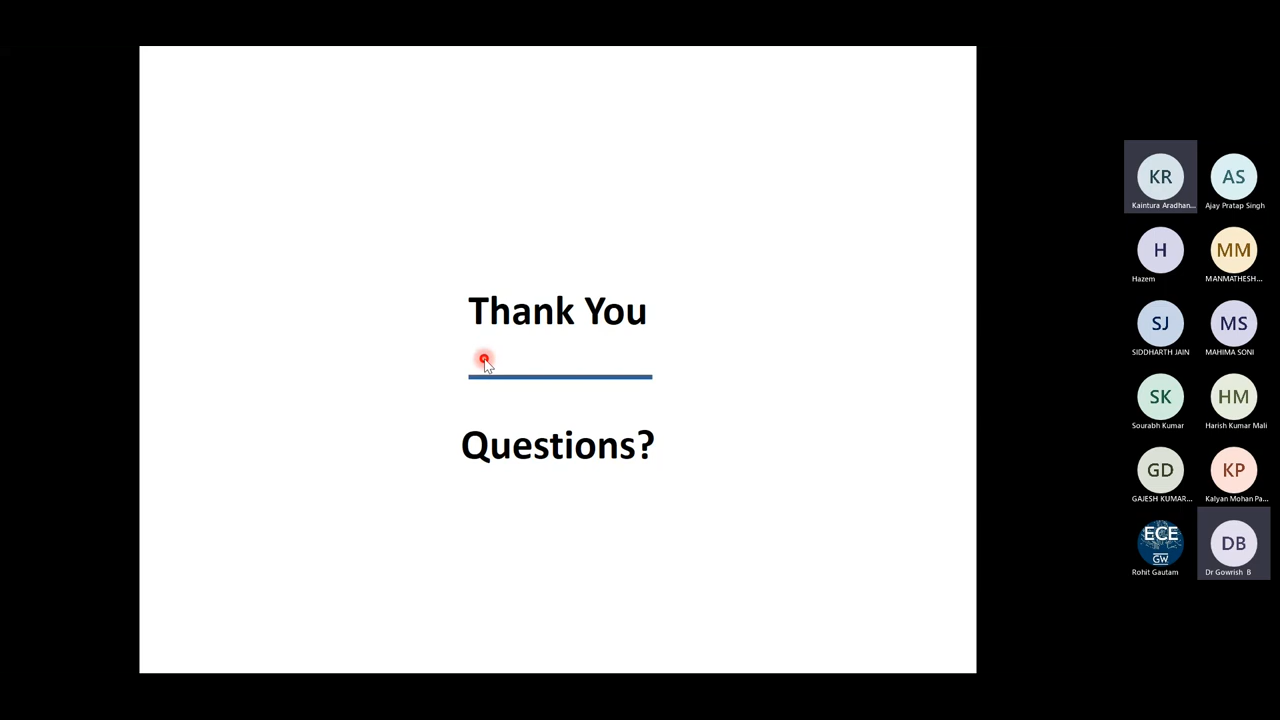 Thank You
Questions?
KR
AS
Kaintura Aradhan...
Ajay Pratap Singh
H
MM
Hazem
MANMATHESH...
SJ
MS
SIDDHARTH JAIN
MAHIMA SONI
SK
HM
Sourabh Kumar
Harish Kumar Mali
GD
KP
GAJESH KUMAR...
Kalyan Mohan Pa...
ECE
GW
DB
Rohit Gautam
Dr Gowrish B